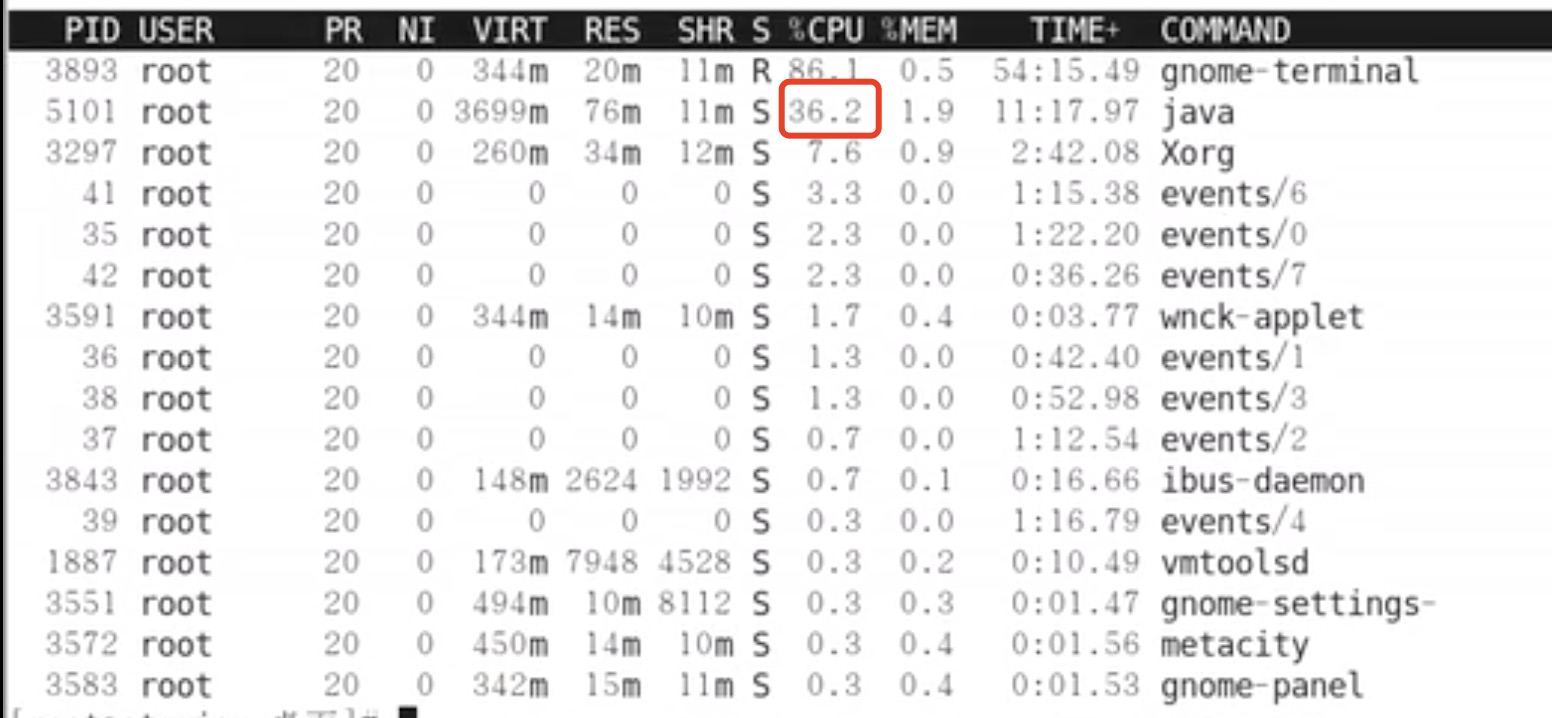 PID USER PR NI VIRT RES SHR S %CPU %MEM TIME+ COMMAND
3893 root 20 0 344m 20m 11m R 86.1 0.5 54:15.49 gnome-terminal
5101 root 20 0 3699m 76m 11m S 36.2 1.9 11:17.97 java
3297 root 20 0 260m 34m 12m S 7.6 0.9 2:42.08 Xorg
41 root 20 0 0 0 0 S 3.3 0.0 1:15.38 events/6
35 root 20 0 0 0 0 S 2.3 0.0 1:22.20 events/0
42 root 20 0 0 0 0 S 2.3 0.0 0:36.26 events/7
3591 root 20 0 344m 14m 10m S 1.7 0.4 0:03.77 wnck-applet
36 root 20 0 0 0 0 S 1.3 0.0 0:42.40 events/1
38 root 20 0 0 0 0 S 1.3 0.0 0:52.98 events/3
37 root 20 0 0 0 0 S 0.7 0.0 1:12.54 events/2
3843 root 20 0 148m 2624 1992 S 0.7 0.1 0:16.66 ibus-daemon
39 root 20 0 0 0 0 S 0.3 0.0 1:16.79 events/4
1887 root 20 0 173m 7948 4528 S 0.3 0.2 0:10.49 vmtoolsd
3551 root 20 0 494m 10m 8112 S 0.3 0.3 0:01.47 gnome-settings-
3572 root 20 0 450m 14m 10m S 0.3 0.4 0:01.56 metacity
3583 root 20 0 342m 15m 11m S 0.3 0.4 0:01.53 gnome-panel